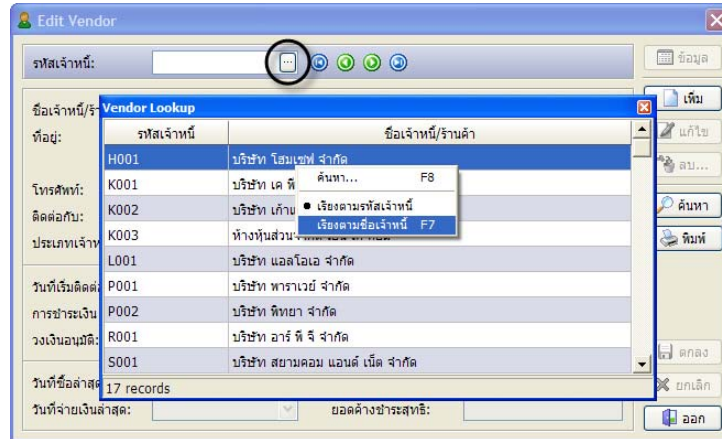 Edit Vendor
รหัสเจ้าหนี้:
ข้อมูล
ชื่อเจ้าหนี้/ร้าน
Vendor Lookup
เพิ่ม
ที่อยู่:
รหัสเจ้าหนี้ ชื่อเจ้าหนี้/ร้านค้า
แก้ไข
H001 บริษัท โฮมเชฟ จำกัด
ลบ...
โทรศัพท์:
K001 บริษัท เค พี
ค้นหา... F8
ติดต่อกับ:
K002 บริษัท เก้า
เรียงตามรหัสเจ้าหนี้
ค้นหา
ประเภทเจ้าห
K003 ห้างหุ้นส่วน
เรียงตามชื่อเจ้าหนี้ F7
พิมพ์
L001 บริษัท แอลโอเอ จำกัด
วันที่เริ่มติดต่อ
P001 บริษัท พาราเวย์ จำกัด
การชำระเงิน
P002 บริษัท พิทยา จำกัด
วงเงินอนุมัติ:
R001 บริษัท อาร์ พี จี จำกัด
S001 บริษัท สยามคอม แอนด์ เน็ต จำกัด
ตกลง
วันที่ซื้อล่าสุด
17 records
ยกเลิก
วันที่จ่ายเงินล่าสุด: ยอดค้างชำระสุทธิ:
ออก